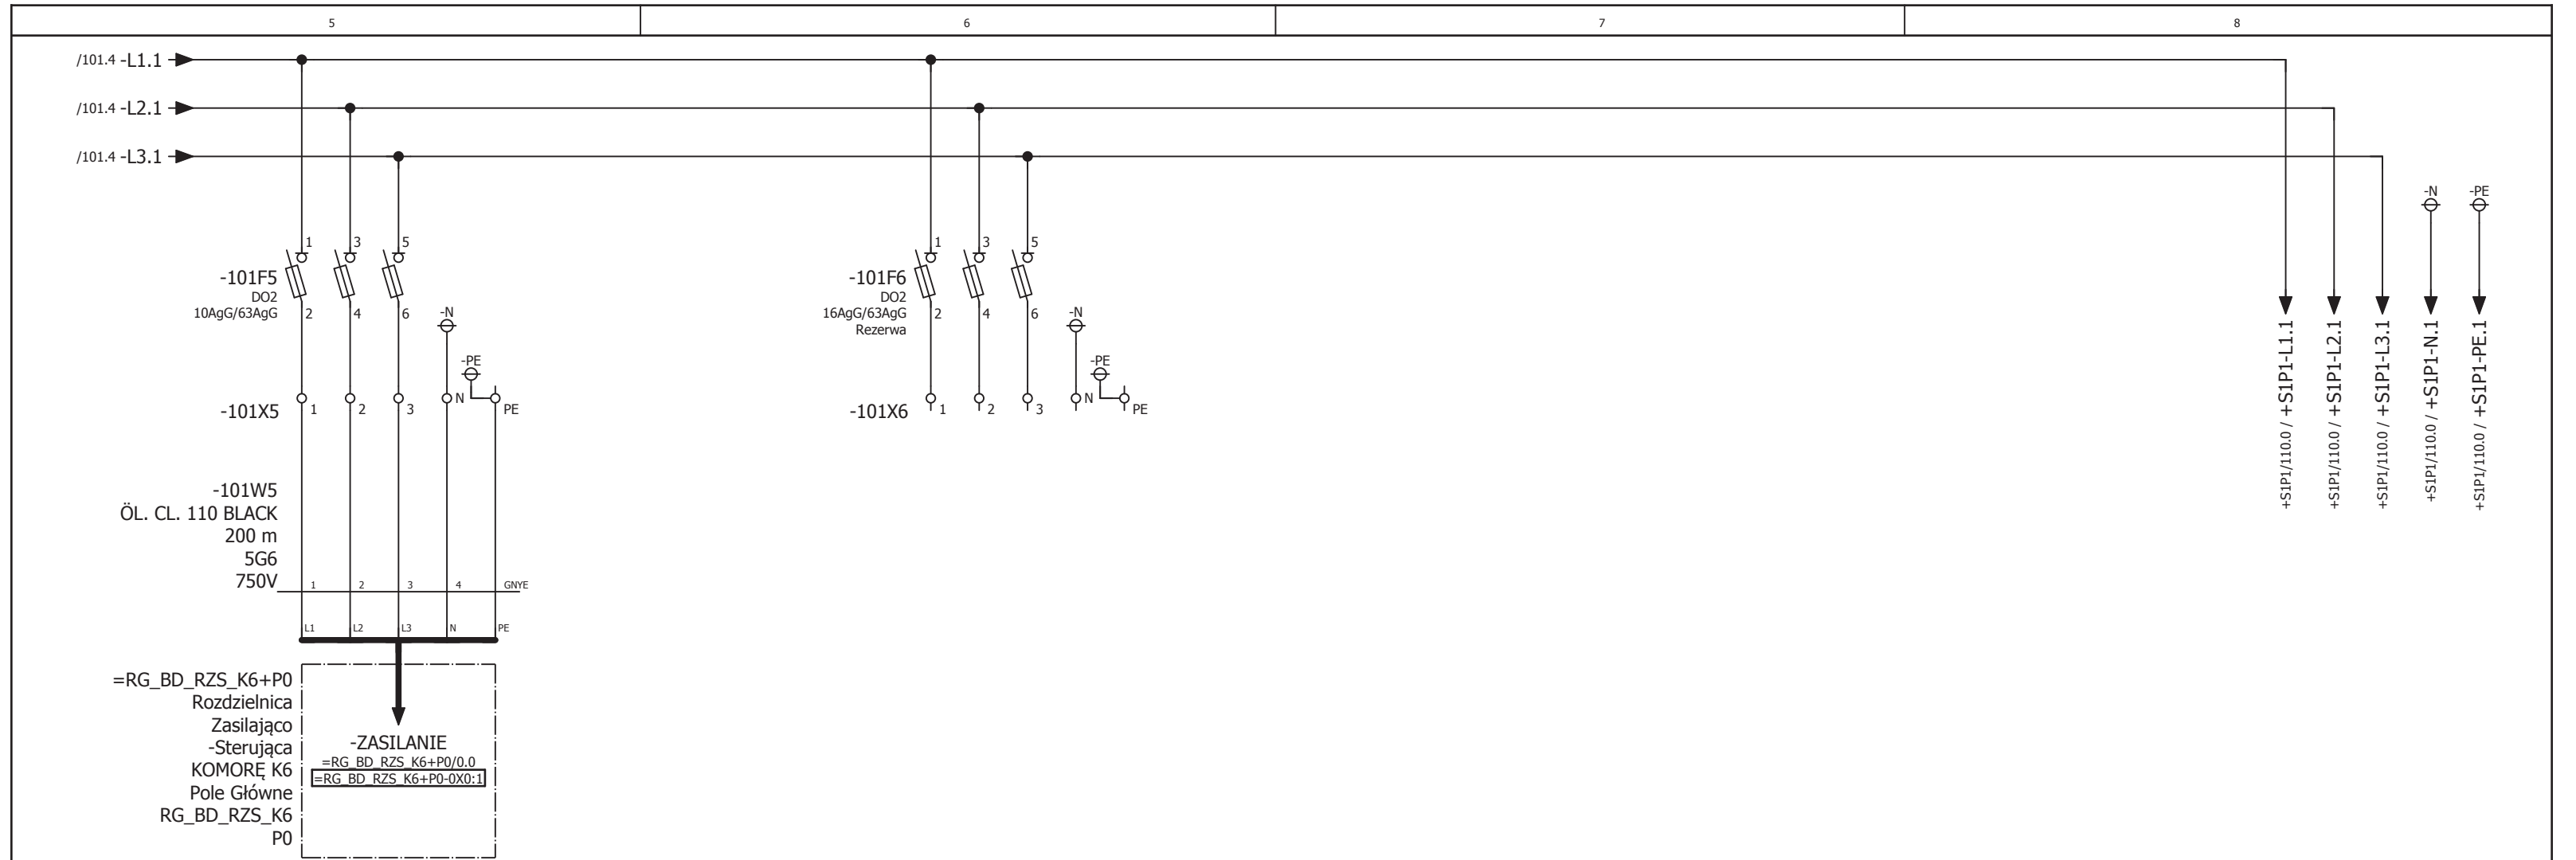 5
6
7
8
/101.4 -L1.1
/101.4 -L2.1
/101.4 -L3.1
-N
-PE
1
3
5
-101F5
DO2
10AgG/63AgG
2
4
6
-N
-PE
-101X5
1
2
3
N
PE
1
3
5
-101F6
DO2
16AgG/63AgG
Rezerwa
2
4
6
-N
-PE
-101X6
1
2
3
N
PE
+S1P1/110.0 / +S1P1-L1.1
+S1P1/110.0 / +S1P1-L2.1
+S1P1/110.0 / +S1P1-L3.1
+S1P1/110.0 / +S1P1-N.1
+S1P1/110.0 / +S1P1-PE.1
-101W5
ÖL. CL. 110 BLACK
200 m
5G6
750V
1
2
3
4
GNYE
L1
L2
L3
N
PE
=RG_BD_RZS_K6+P0
Rozdzielnica
Zasilająco
-Sterująca
KOMORĘ K6
Pole Główne
RG_BD_RZS_K6
P0
-ZASILANIE
=RG_BD_RZS_K6+P0/0.0
=RG_BD_RZS_K6+P0-0X0:1